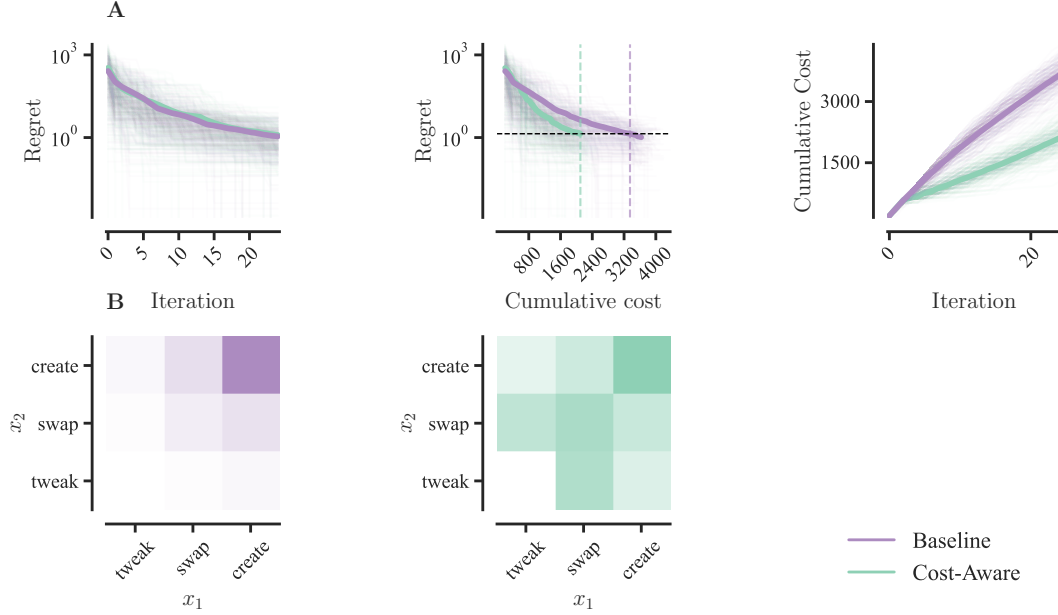 A
Regret
10^3
10^0
0
5
10
15
20
Iteration
Regret
10^3
10^0
800
1600
2400
3200
4000
Cumulative cost
Cumulative Cost
3000
1500
0
20
Iteration
B
x_2
create
swap
tweak
tweak
swap
create
x_1
x_2
create
swap
tweak
tweak
swap
create
x_1
Baseline
Cost-Aware